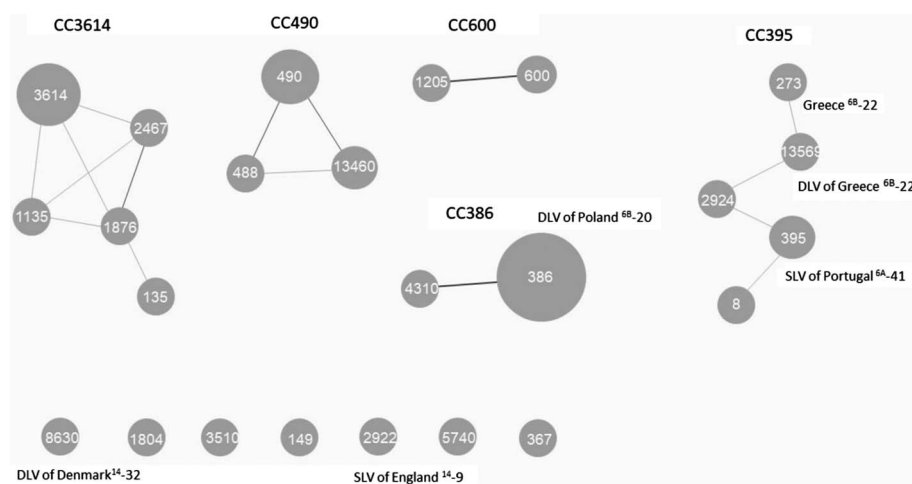 CC3614
CC490
CC600
CC395
3614
490
1205
600
273
Greece 6B-22
2467
13569
488
13460
DLV of Greece 6B-22
2924
1135
1876
CC386
DLV of Poland 6B-20
395
4310
386
SLV of Portugal 6A-41
135
8
8630
1804
3510
149
2922
5740
367
DLV of Denmark14-32
SLV of England 14-9